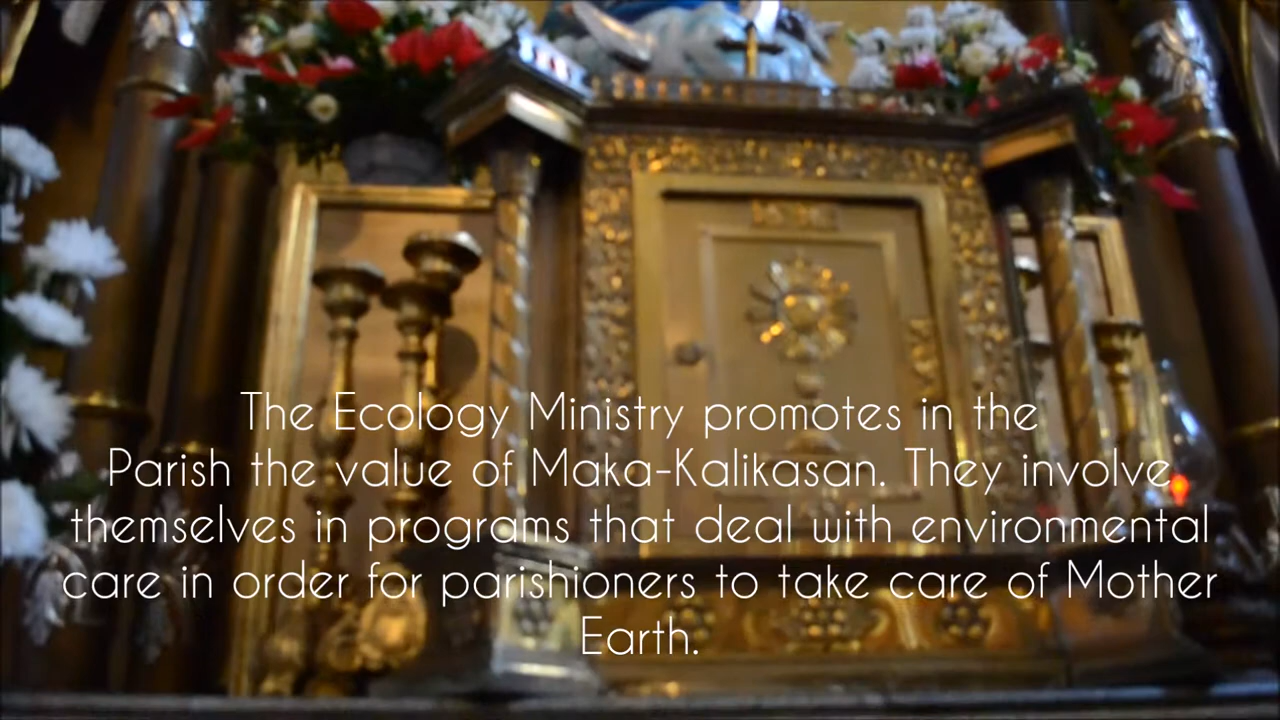 The Ecology Ministry promotes in the
Parish the value of Maka-Kalikasan. They involve
themselves in programs that deal with environmental
care in order for parishioners to take care of Mother
Earth.